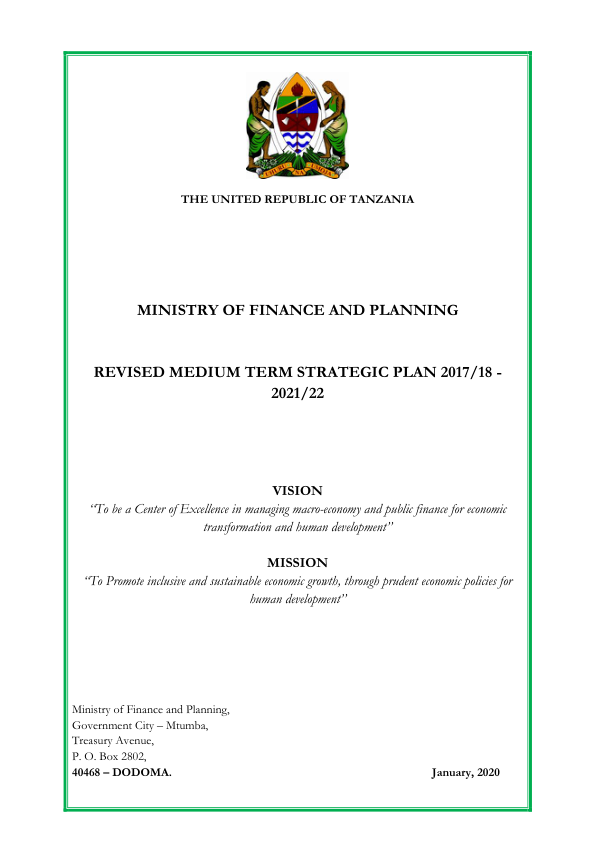 UHURU NA UMOJA
THE UNITED REPUBLIC OF TANZANIA
MINISTRY OF FINANCE AND PLANNING
REVISED MEDIUM TERM STRATEGIC PLAN 2017/18 -
2021/22
VISION
“To be a Center of Excellence in managing macro-economy and public finance for economic
transformation and human development”
MISSION
“To Promote inclusive and sustainable economic growth, through prudent economic policies for
human development”
Ministry of Finance and Planning,
Government City – Mtumba,
Treasury Avenue,
P. O. Box 2802,
40468 – DODOMA. January, 2020